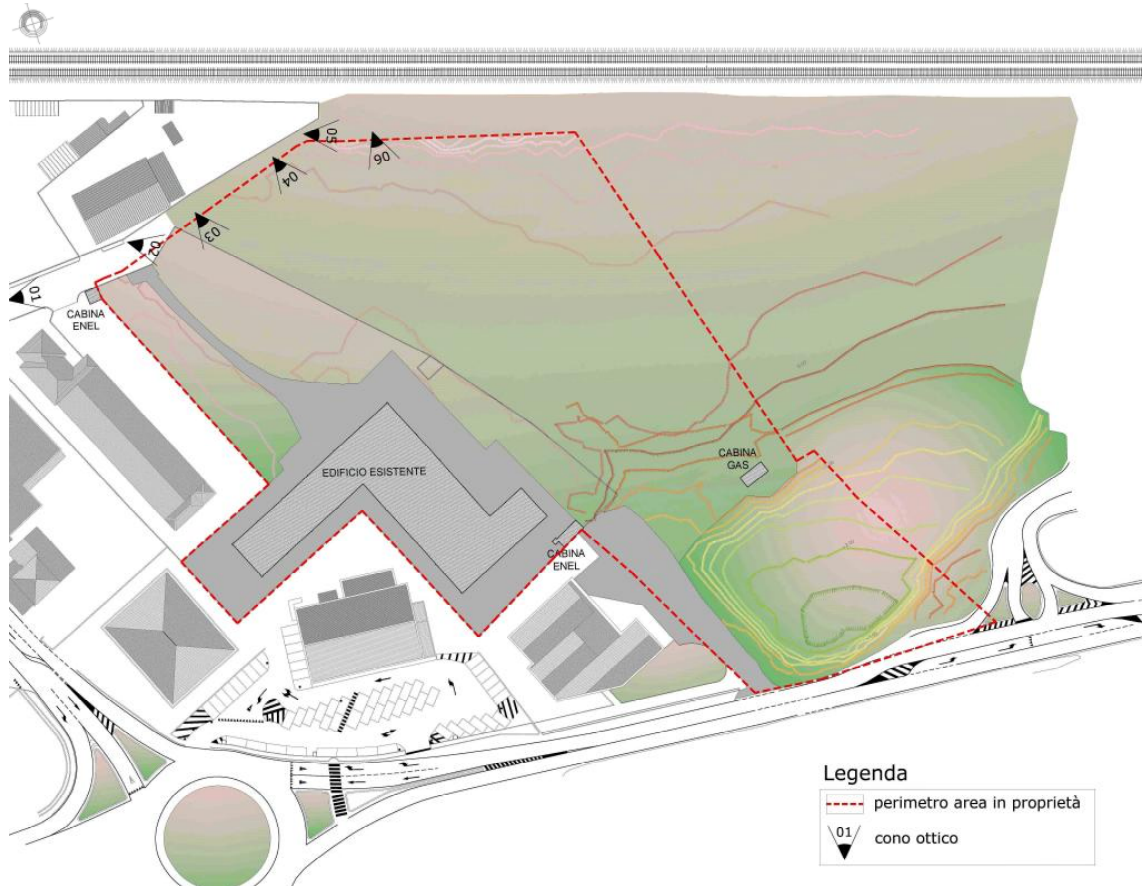 05
06
04
03
02
01
CABINA
ENEL
EDIFICIO ESISTENTE
CABINA
GAS
CABINA
ENEL
Legenda
perimetro area in proprietà
01
cono ottico